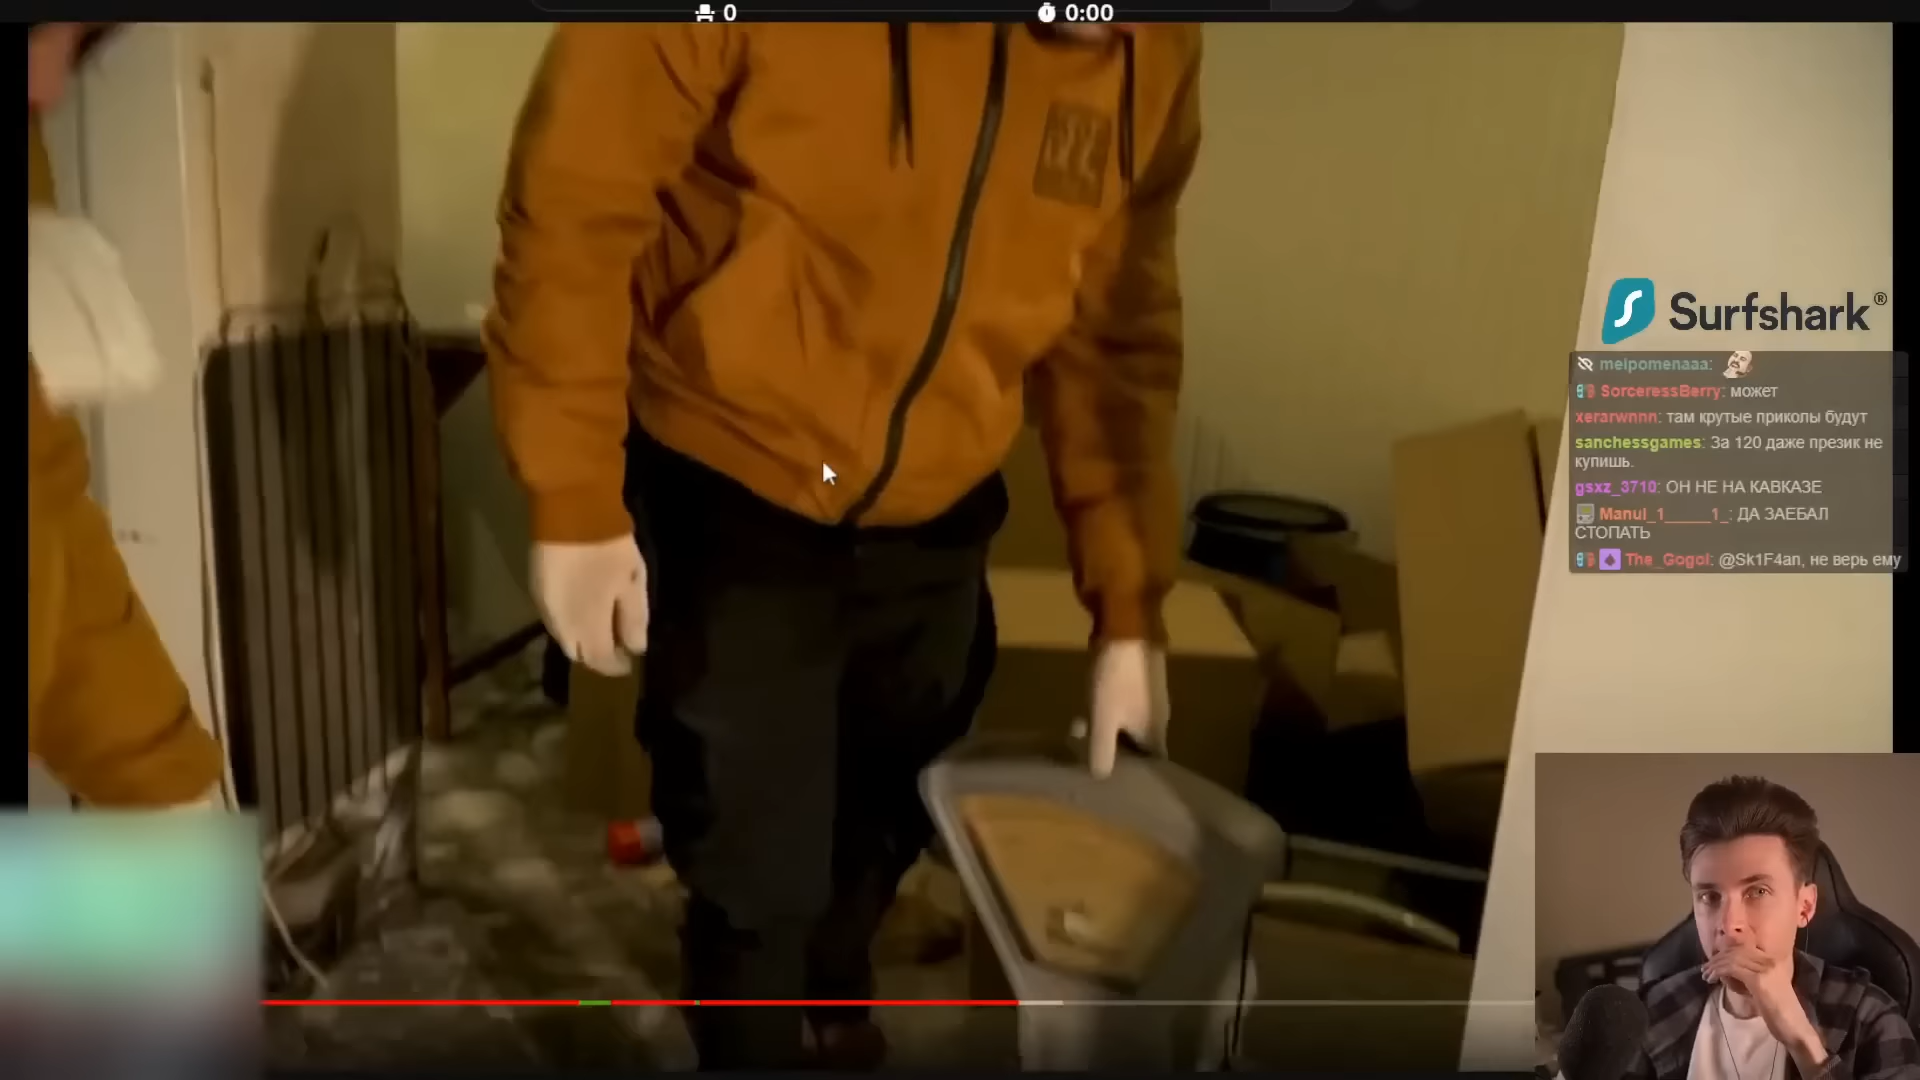 0
0:00
Surfshark®
meipomenaaa:
SorceressBerry: может
xerarwnnn: там крутые приколы будут
sanchessgames: За 120 даже презик не
купишь.
gsxz_3710: ОН НЕ НА КАВКАЗЕ
Manul_1_____1_: ДА ЗАЕБАЛ
СТОПАТЬ
The_Gogol: @Sk1F4an, не верь ему